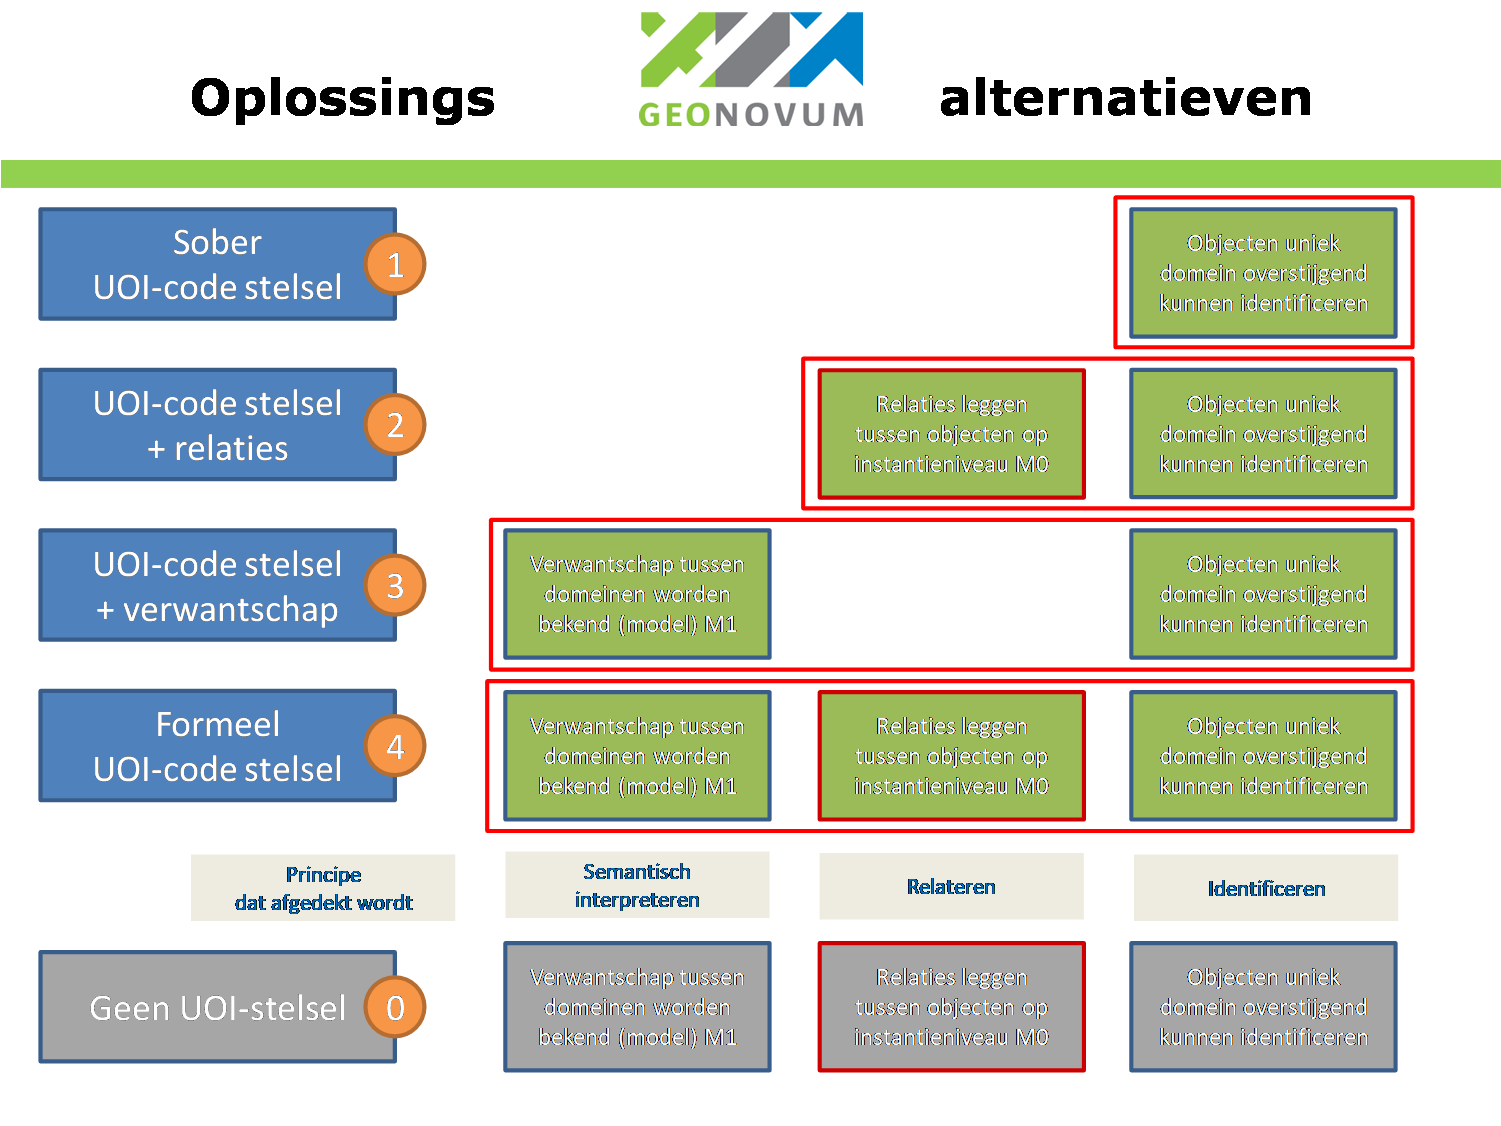 Oplossings
GEONOVUM
alternatieven
Sober
UOI-code stelsel
1
Objecten uniek
domein overstijgend
kunnen identificeren
UOI-code stelsel
+ relaties
2
Relaties leggen
tussen objecten op
instantieniveau M0
Objecten uniek
domein overstijgend
kunnen identificeren
UOI-code stelsel
+ verwantschap
3
Verwantschap tussen
domeinen worden
bekend (model) M1
Objecten uniek
domein overstijgend
kunnen identificeren
Formeel
UOI-code stelsel
4
Verwantschap tussen
domeinen worden
bekend (model) M1
Relaties leggen
tussen objecten op
instantieniveau M0
Objecten uniek
domein overstijgend
kunnen identificeren
Principe
dat afgedekt wordt
Semantisch
interpreteren
Relateren
Identificeren
Geen UOI-stelsel
0
Verwantschap tussen
domeinen worden
bekend (model) M1
Relaties leggen
tussen objecten op
instantieniveau M0
Objecten uniek
domein overstijgend
kunnen identificeren